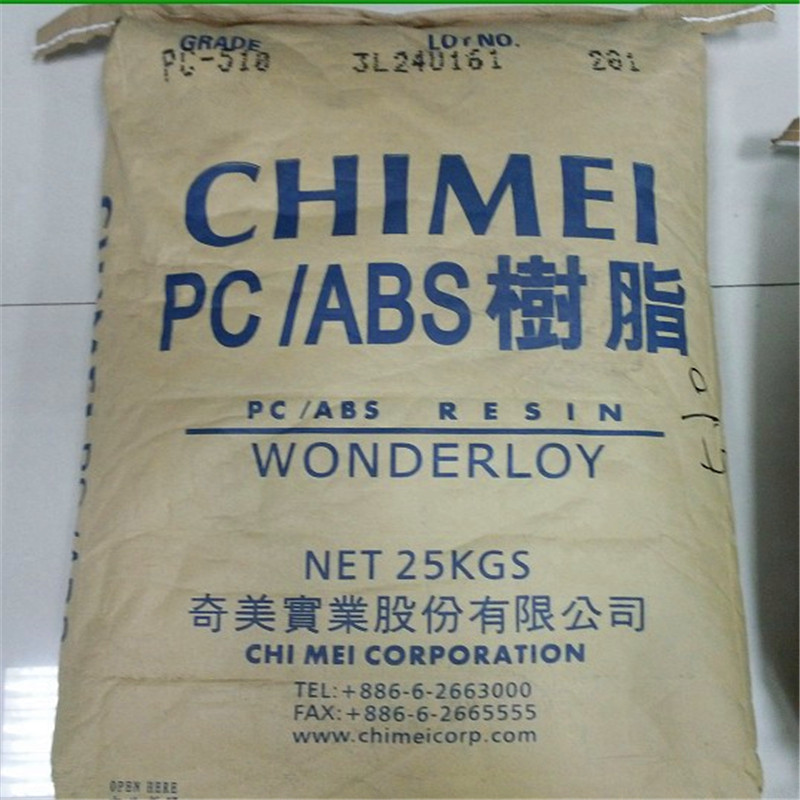 GRADE LOT NO.
PC-510 3L24U161 201
CHIMEI
PC/ABS樹脂
PC/ABS RESIN
WONDERLOY
NET 25KGS
奇美實業股份有限公司
CHI MEI CORPORATION
TEL:+886-6-2663000
FAX:+886-6-2665555
www.chimeicorp.com
OPEN HERE